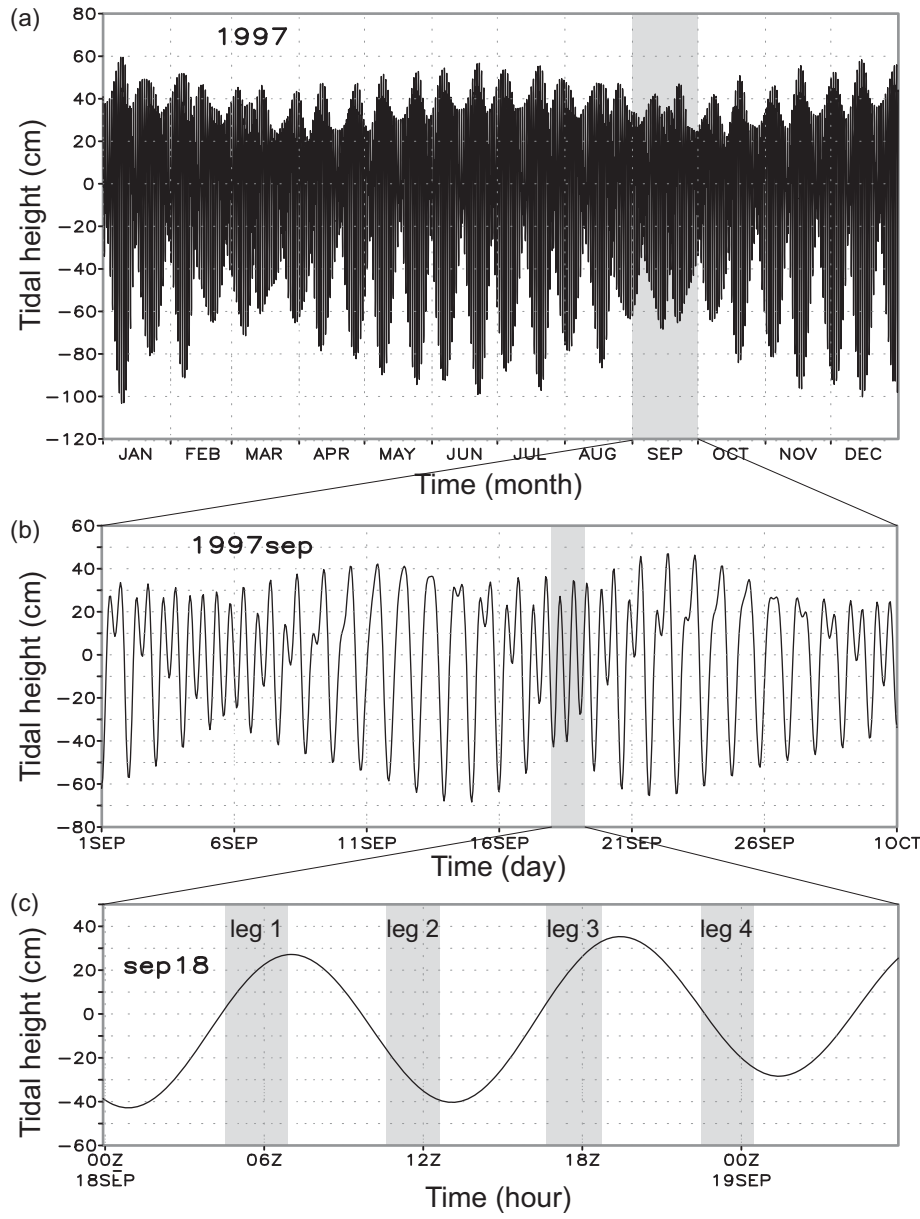 (a)
1997
Tidal height (cm)
80
60
40
20
0
−20
−40
−60
−80
−100
−120
JAN FEB MAR APR MAY JUN JUL AUG SEP OCT NOV DEC
Time (month)
(b)
1997sep
Tidal height (cm)
60
40
20
0
−20
−40
−60
−80
1SEP 6SEP 11SEP 16SEP 21SEP 26SEP 1OCT
Time (day)
(c)
leg 1 leg 2 leg 3 leg 4
sep18
Tidal height (cm)
40
20
0
−20
−40
−60
00Z 06Z 12Z 18Z 00Z
18SEP 19SEP
Time (hour)